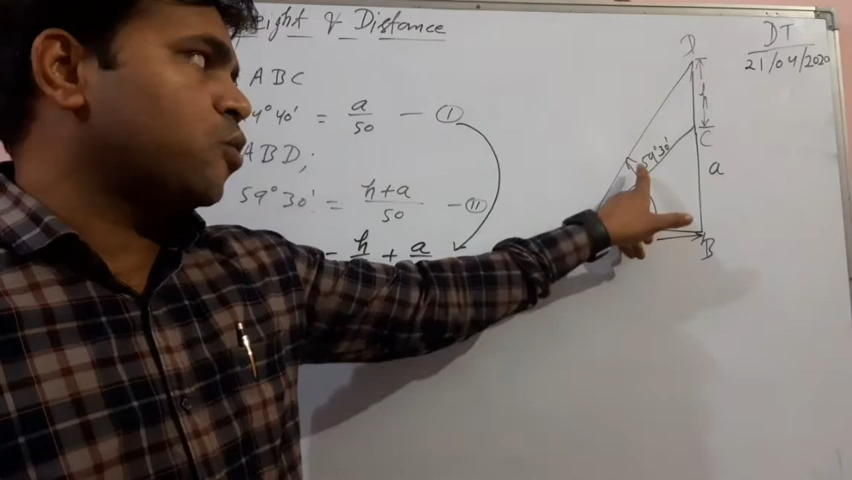 eight & Distance
DT
21/04/2020
ABC
4°40' = a/50 — I
ABD;
59°30' = h+a/50 — II
= h + a
D
h
C
59°30'
a
B